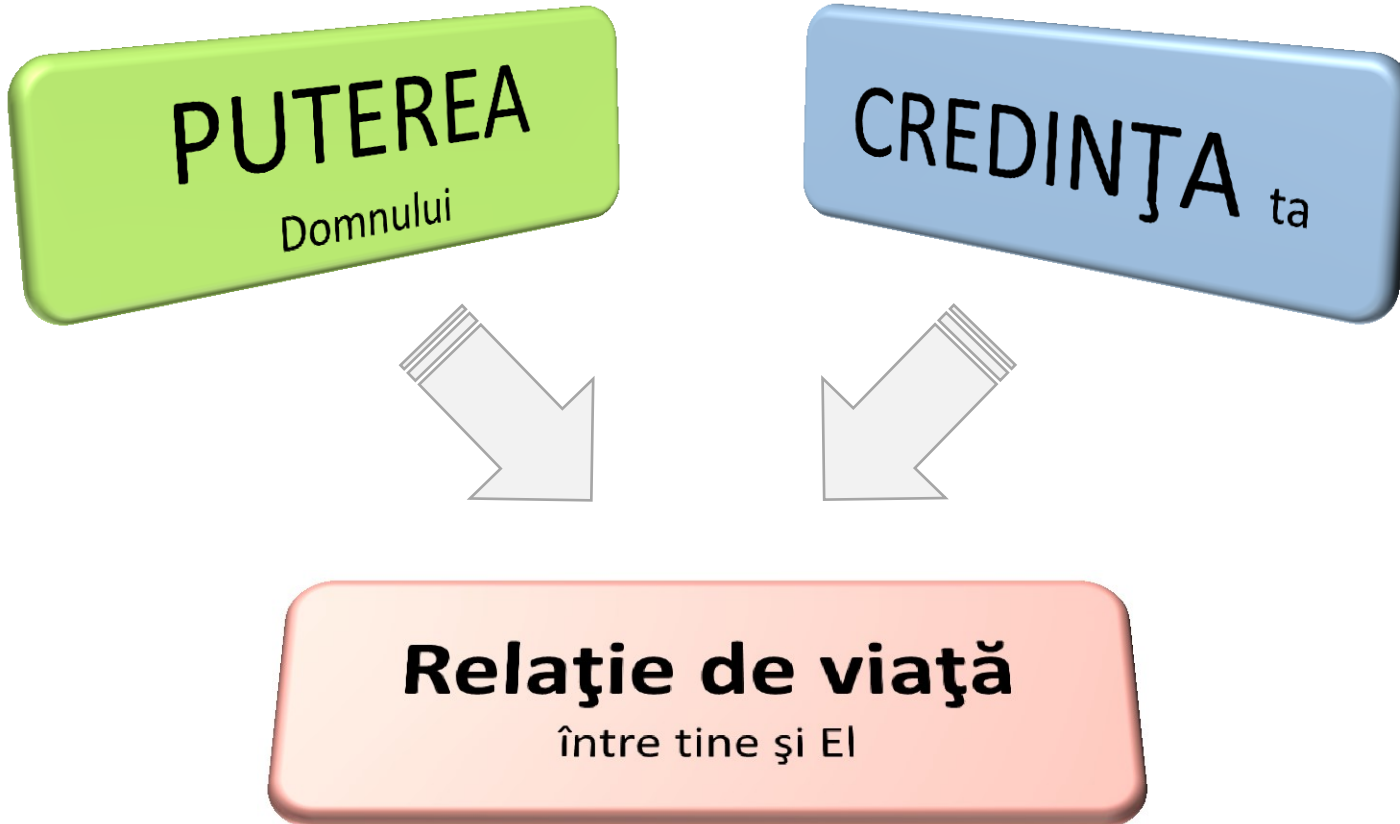 PUTEREA
Domnului
CREDINŢA ta
Relaţie de viaţă
între tine şi El